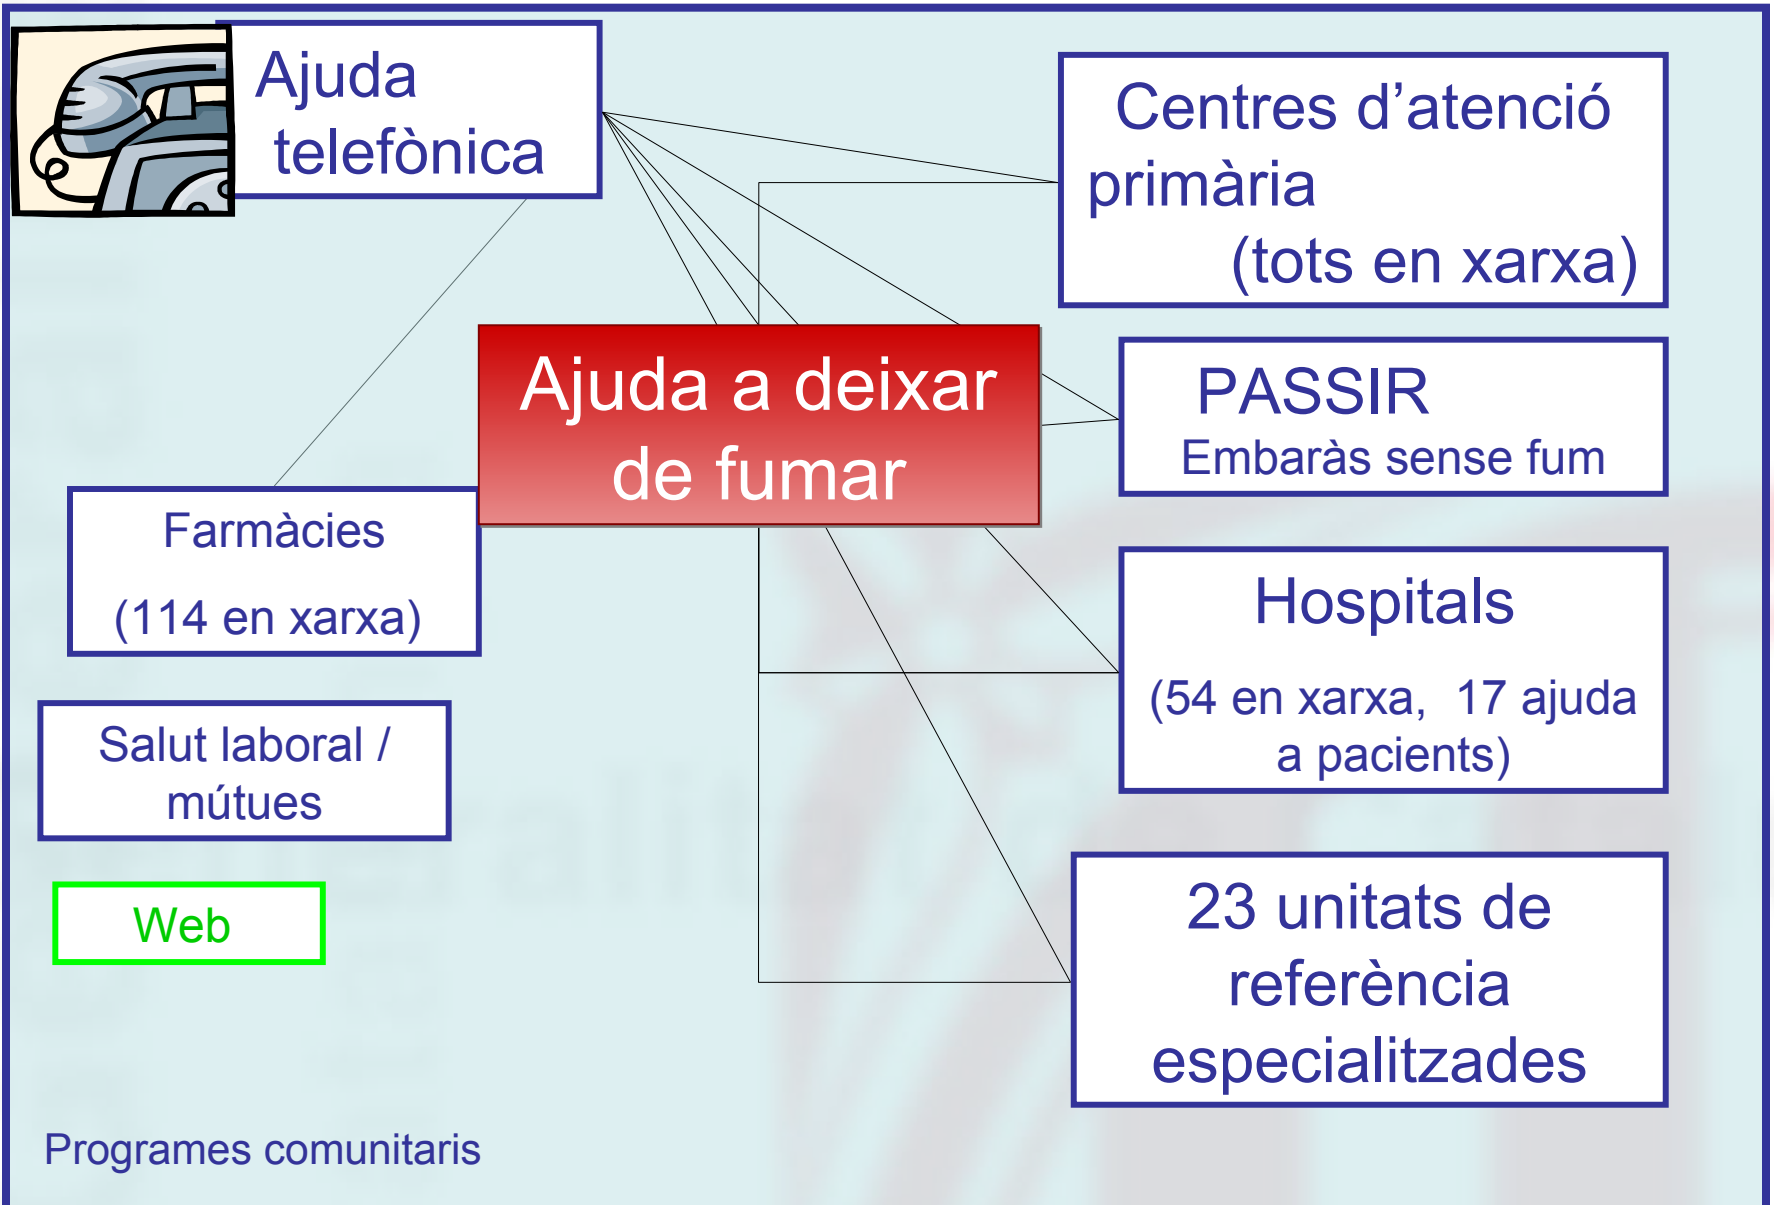 Ajuda
telefònica
Centres d’atenció
primària
(tots en xarxa)
Ajuda a deixar
de fumar
PASSIR
Embaràs sense fum
Farmàcies
(114 en xarxa)
Hospitals
(54 en xarxa, 17 ajuda
a pacients)
Salut laboral /
mútues
Web
23 unitats de
referència
especialitzades
Programes comunitaris